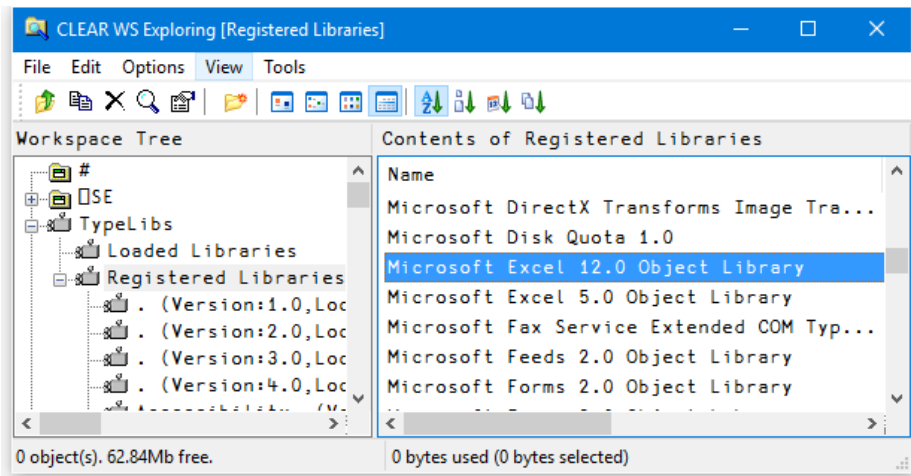 CLEAR WS Exploring [Registered Libraries]
File Edit Options View Tools
Workspace Tree
#
⎕SE
TypeLibs
Loaded Libraries
Registered Libraries
. (Version:1.0,Loc
. (Version:2.0,Loc
. (Version:3.0,Loc
. (Version:4.0,Loc
Contents of Registered Libraries
Name
Microsoft DirectX Transforms Image Tra...
Microsoft Disk Quota 1.0
Microsoft Excel 12.0 Object Library
Microsoft Excel 5.0 Object Library
Microsoft Fax Service Extended COM Typ...
Microsoft Feeds 2.0 Object Library
Microsoft Forms 2.0 Object Library
0 object(s). 62.84Mb free.
0 bytes used (0 bytes selected)